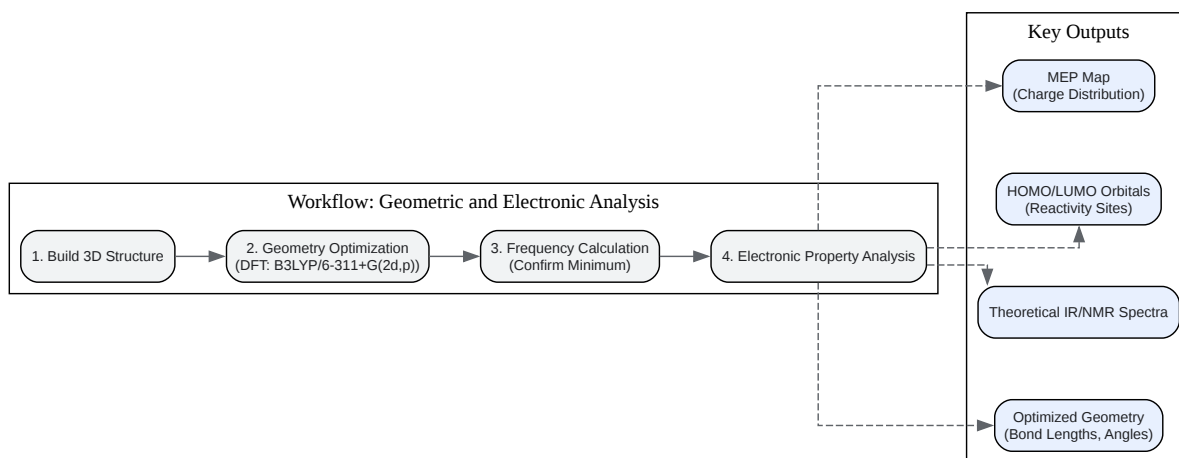 Key Outputs
MEP Map
(Charge Distribution)
HOMO/LUMO Orbitals
(Reactivity Sites)
Workflow: Geometric and Electronic Analysis
1. Build 3D Structure
2. Geometry Optimization
(DFT: B3LYP/6-311+G(2d,p))
3. Frequency Calculation
(Confirm Minimum)
4. Electronic Property Analysis
Theoretical IR/NMR Spectra
Optimized Geometry
(Bond Lengths, Angles)